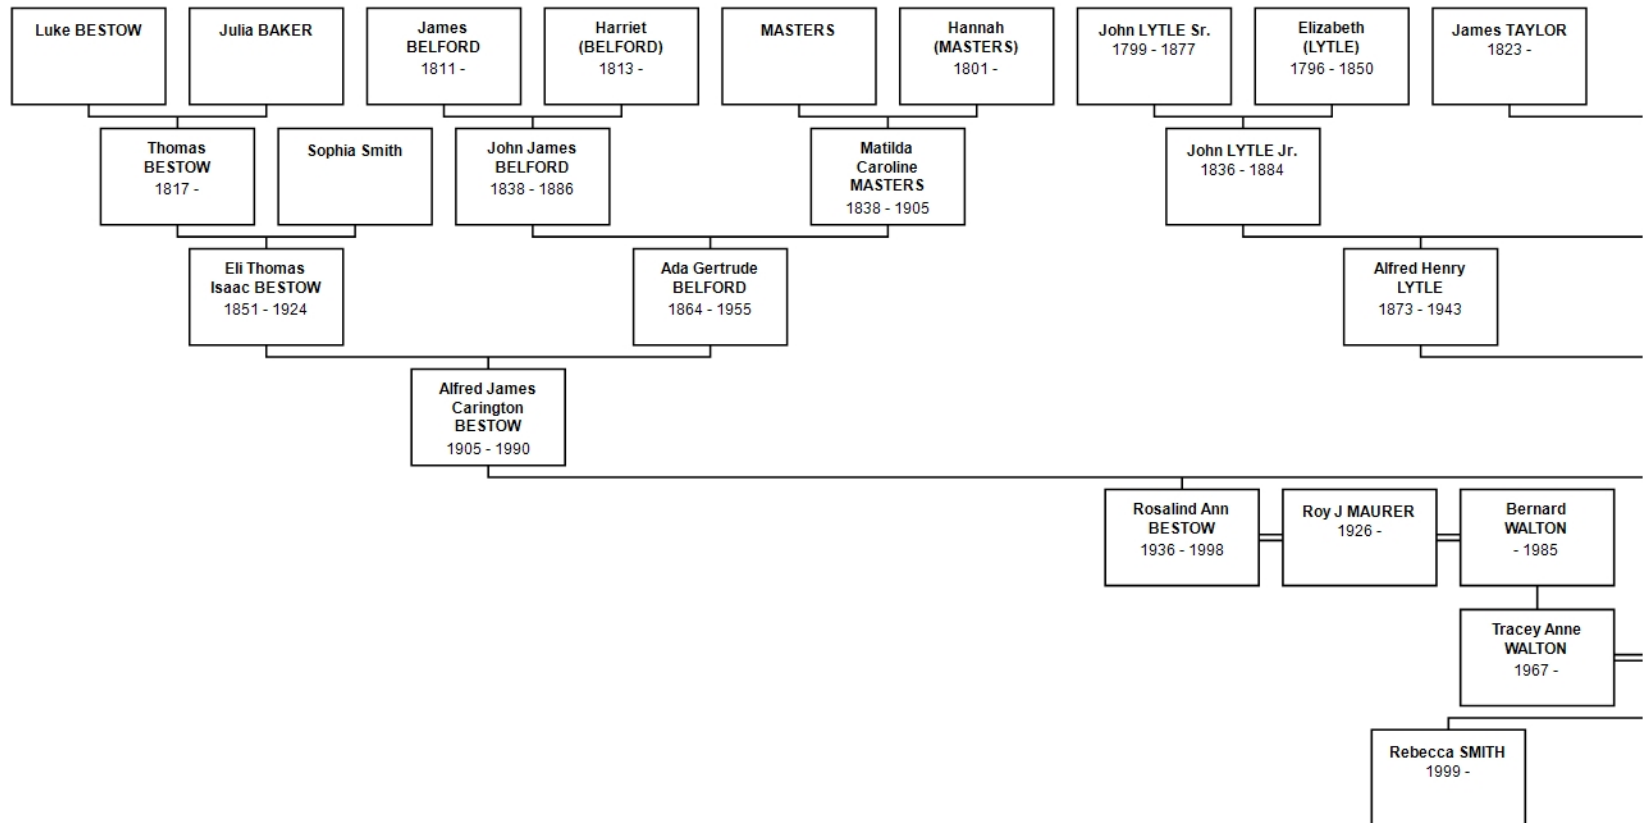 Luke BESTOW
Julia BAKER
James
BELFORD
1811 -
Harriet
(BELFORD)
1813 -
MASTERS
Hannah
(MASTERS)
1801 -
John LYTLE Sr.
1799 - 1877
Elizabeth
(LYTLE)
1796 - 1850
James TAYLOR
1823 -
Thomas
BESTOW
1817 -
Sophia Smith
John James
BELFORD
1838 - 1886
Matilda
Caroline
MASTERS
1838 - 1905
John LYTLE Jr.
1836 - 1884
Eli Thomas
Isaac BESTOW
1851 - 1924
Ada Gertrude
BELFORD
1864 - 1955
Alfred Henry
LYTLE
1873 - 1943
Alfred James
Carington
BESTOW
1905 - 1990
Rosalind Ann
BESTOW
1936 - 1998
Roy J MAURER
1926 -
Bernard
WALTON
- 1985
Tracey Anne
WALTON
1967 -
Rebecca SMITH
1999 -